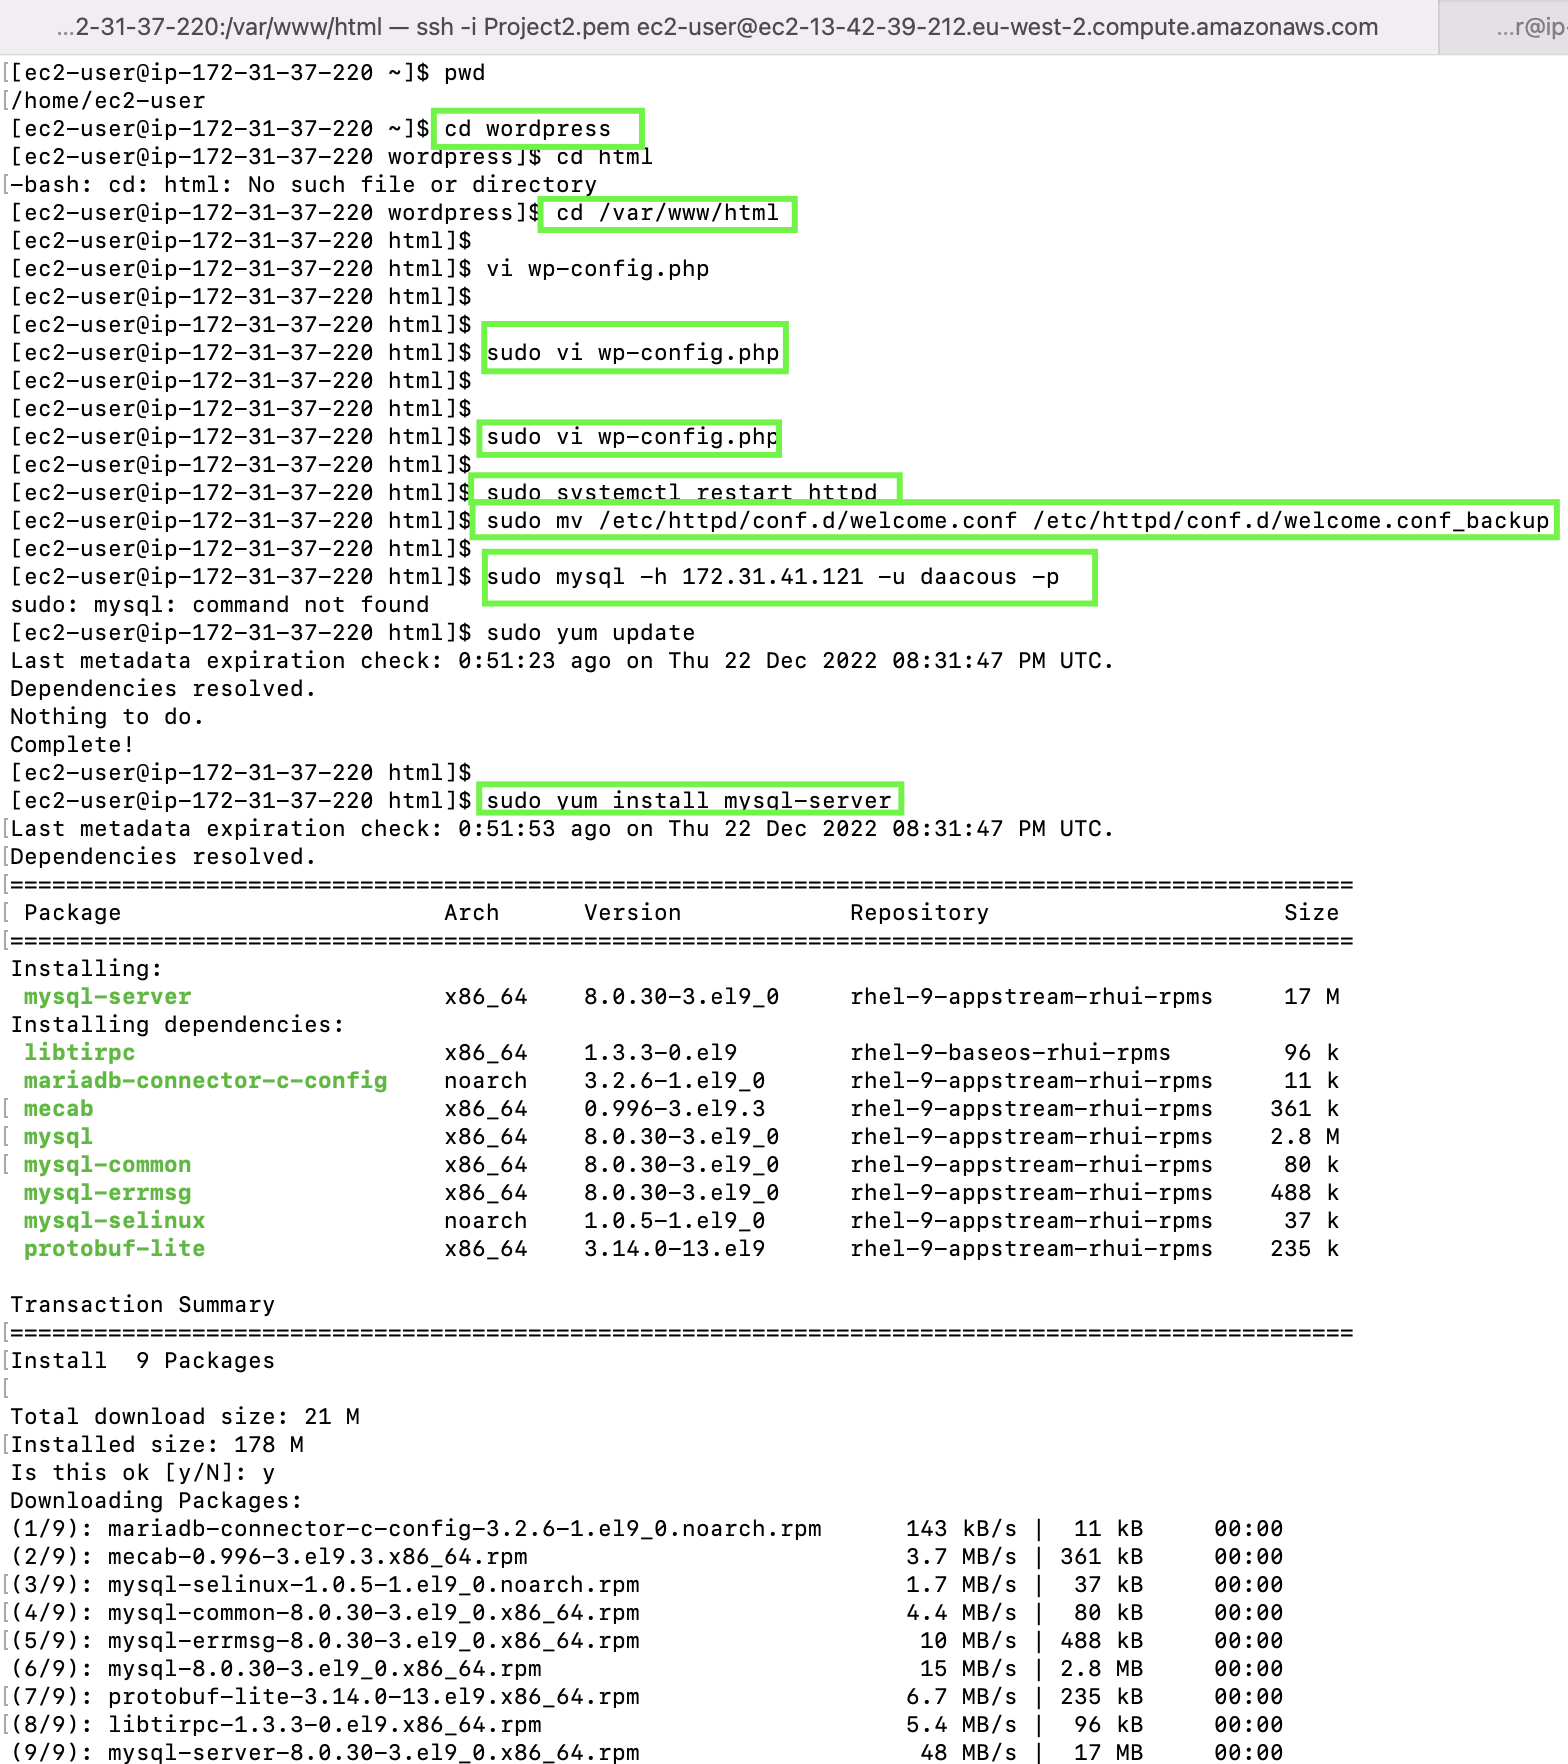 ...2-31-37-220:/var/www/html — ssh -i Project2.pem ec2-user@ec2-13-42-39-212.eu-west-2.compute.amazonaws.com ...r@ip-
[[ec2-user@ip-172-31-37-220 ~]$ pwd
[/home/ec2-user
[ec2-user@ip-172-31-37-220 ~]$ cd wordpress
[ec2-user@ip-172-31-37-220 wordpress]$ cd html
[-bash: cd: html: No such file or directory
[ec2-user@ip-172-31-37-220 wordpress]$ cd /var/www/html
[ec2-user@ip-172-31-37-220 html]$
[ec2-user@ip-172-31-37-220 html]$ vi wp-config.php
[ec2-user@ip-172-31-37-220 html]$
[ec2-user@ip-172-31-37-220 html]$
[ec2-user@ip-172-31-37-220 html]$ sudo vi wp-config.php
[ec2-user@ip-172-31-37-220 html]$
[ec2-user@ip-172-31-37-220 html]$
[ec2-user@ip-172-31-37-220 html]$ sudo vi wp-config.php
[ec2-user@ip-172-31-37-220 html]$
[ec2-user@ip-172-31-37-220 html]$ sudo systemctl restart httpd
[ec2-user@ip-172-31-37-220 html]$ sudo mv /etc/httpd/conf.d/welcome.conf /etc/httpd/conf.d/welcome.conf_backup
[ec2-user@ip-172-31-37-220 html]$
[ec2-user@ip-172-31-37-220 html]$ sudo mysql -h 172.31.41.121 -u daacous -p
sudo: mysql: command not found
[ec2-user@ip-172-31-37-220 html]$ sudo yum update
Last metadata expiration check: 0:51:23 ago on Thu 22 Dec 2022 08:31:47 PM UTC.
Dependencies resolved.
Nothing to do.
Complete!
[ec2-user@ip-172-31-37-220 html]$
[ec2-user@ip-172-31-37-220 html]$ sudo yum install mysql-server
[Last metadata expiration check: 0:51:53 ago on Thu 22 Dec 2022 08:31:47 PM UTC.
[Dependencies resolved.
[================================================================================================
[ Package Arch Version Repository Size
[================================================================================================
Installing:
mysql-server x86_64 8.0.30-3.el9_0 rhel-9-appstream-rhui-rpms 17 M
Installing dependencies:
libtirpc x86_64 1.3.3-0.el9 rhel-9-baseos-rhui-rpms 96 k
mariadb-connector-c-config noarch 3.2.6-1.el9_0 rhel-9-appstream-rhui-rpms 11 k
[ mecab x86_64 0.996-3.el9.3 rhel-9-appstream-rhui-rpms 361 k
[ mysql x86_64 8.0.30-3.el9_0 rhel-9-appstream-rhui-rpms 2.8 M
[ mysql-common x86_64 8.0.30-3.el9_0 rhel-9-appstream-rhui-rpms 80 k
mysql-errmsg x86_64 8.0.30-3.el9_0 rhel-9-appstream-rhui-rpms 488 k
mysql-selinux noarch 1.0.5-1.el9_0 rhel-9-appstream-rhui-rpms 37 k
protobuf-lite x86_64 3.14.0-13.el9 rhel-9-appstream-rhui-rpms 235 k
Transaction Summary
[================================================================================================
[Install 9 Packages
[
Total download size: 21 M
[Installed size: 178 M
Is this ok [y/N]: y
Downloading Packages:
(1/9): mariadb-connector-c-config-3.2.6-1.el9_0.noarch.rpm 143 kB/s | 11 kB 00:00
(2/9): mecab-0.996-3.el9.3.x86_64.rpm 3.7 MB/s | 361 kB 00:00
[(3/9): mysql-selinux-1.0.5-1.el9_0.noarch.rpm 1.7 MB/s | 37 kB 00:00
[(4/9): mysql-common-8.0.30-3.el9_0.x86_64.rpm 4.4 MB/s | 80 kB 00:00
[(5/9): mysql-errmsg-8.0.30-3.el9_0.x86_64.rpm 10 MB/s | 488 kB 00:00
(6/9): mysql-8.0.30-3.el9_0.x86_64.rpm 15 MB/s | 2.8 MB 00:00
[(7/9): protobuf-lite-3.14.0-13.el9.x86_64.rpm 6.7 MB/s | 235 kB 00:00
[(8/9): libtirpc-1.3.3-0.el9.x86_64.rpm 5.4 MB/s | 96 kB 00:00
(9/9): mysql-server-8.0.30-3.el9_0.x86_64.rpm 48 MB/s | 17 MB 00:00